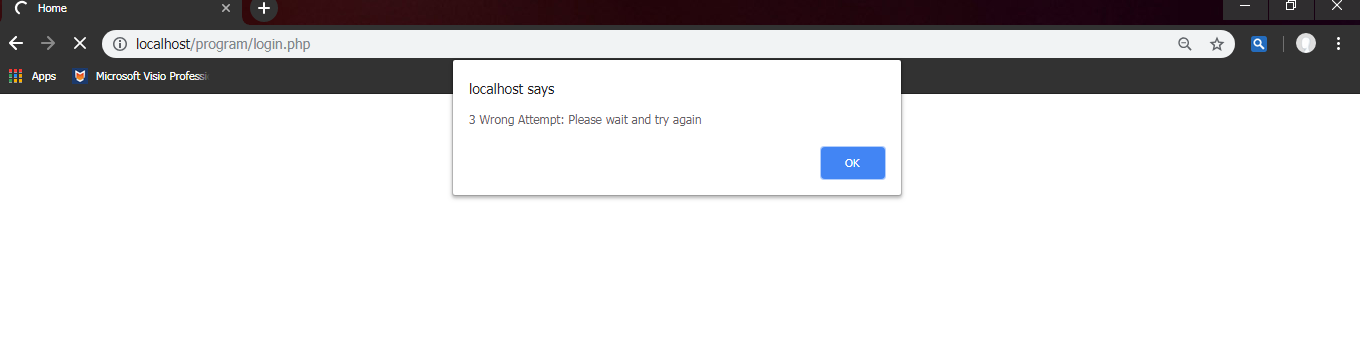 Home
localhost/program/login.php
Apps
Microsoft Visio Professi
localhost says
3 Wrong Attempt: Please wait and try again
OK